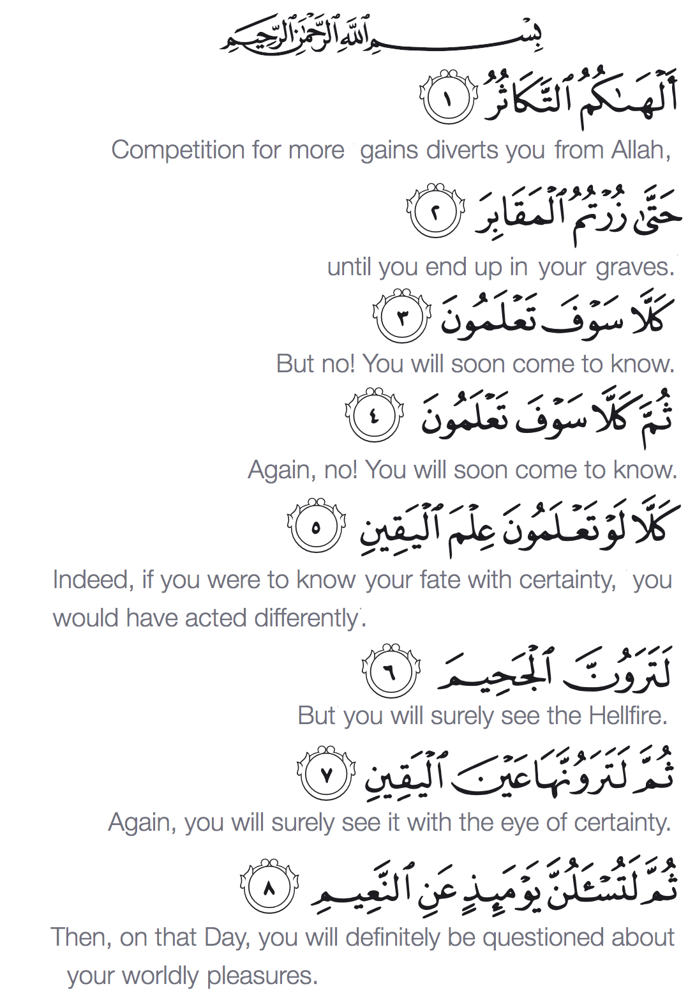 بِسْمِ ٱللَّهِ ٱلرَّحْمَٰنِ ٱلرَّحِيمِ
أَلْهَىٰكُمُ ٱلتَّكَاثُرُ ١
Competition for more gains diverts you from Allah,
حَتَّىٰ زُرْتُمُ ٱلْمَقَابِرَ ٢
until you end up in your graves.
كَلَّا سَوْفَ تَعْلَمُونَ ٣
But no! You will soon come to know.
ثُمَّ كَلَّا سَوْفَ تَعْلَمُونَ ٤
Again, no! You will soon come to know.
كَلَّا لَوْ تَعْلَمُونَ عِلْمَ ٱلْيَقِينِ ٥
Indeed, if you were to know your fate with certainty, you
would have acted differently.
لَتَرَوُنَّ ٱلْجَحِيمَ ٦
But you will surely see the Hellfire.
ثُمَّ لَتَرَوُنَّهَا عَيْنَ ٱلْيَقِينِ ٧
Again, you will surely see it with the eye of certainty.
ثُمَّ لَتُسْـَٔلُنَّ يَوْمَئِذٍ عَنِ ٱلنَّعِيمِ ٨
Then, on that Day, you will definitely be questioned about
your worldly pleasures.